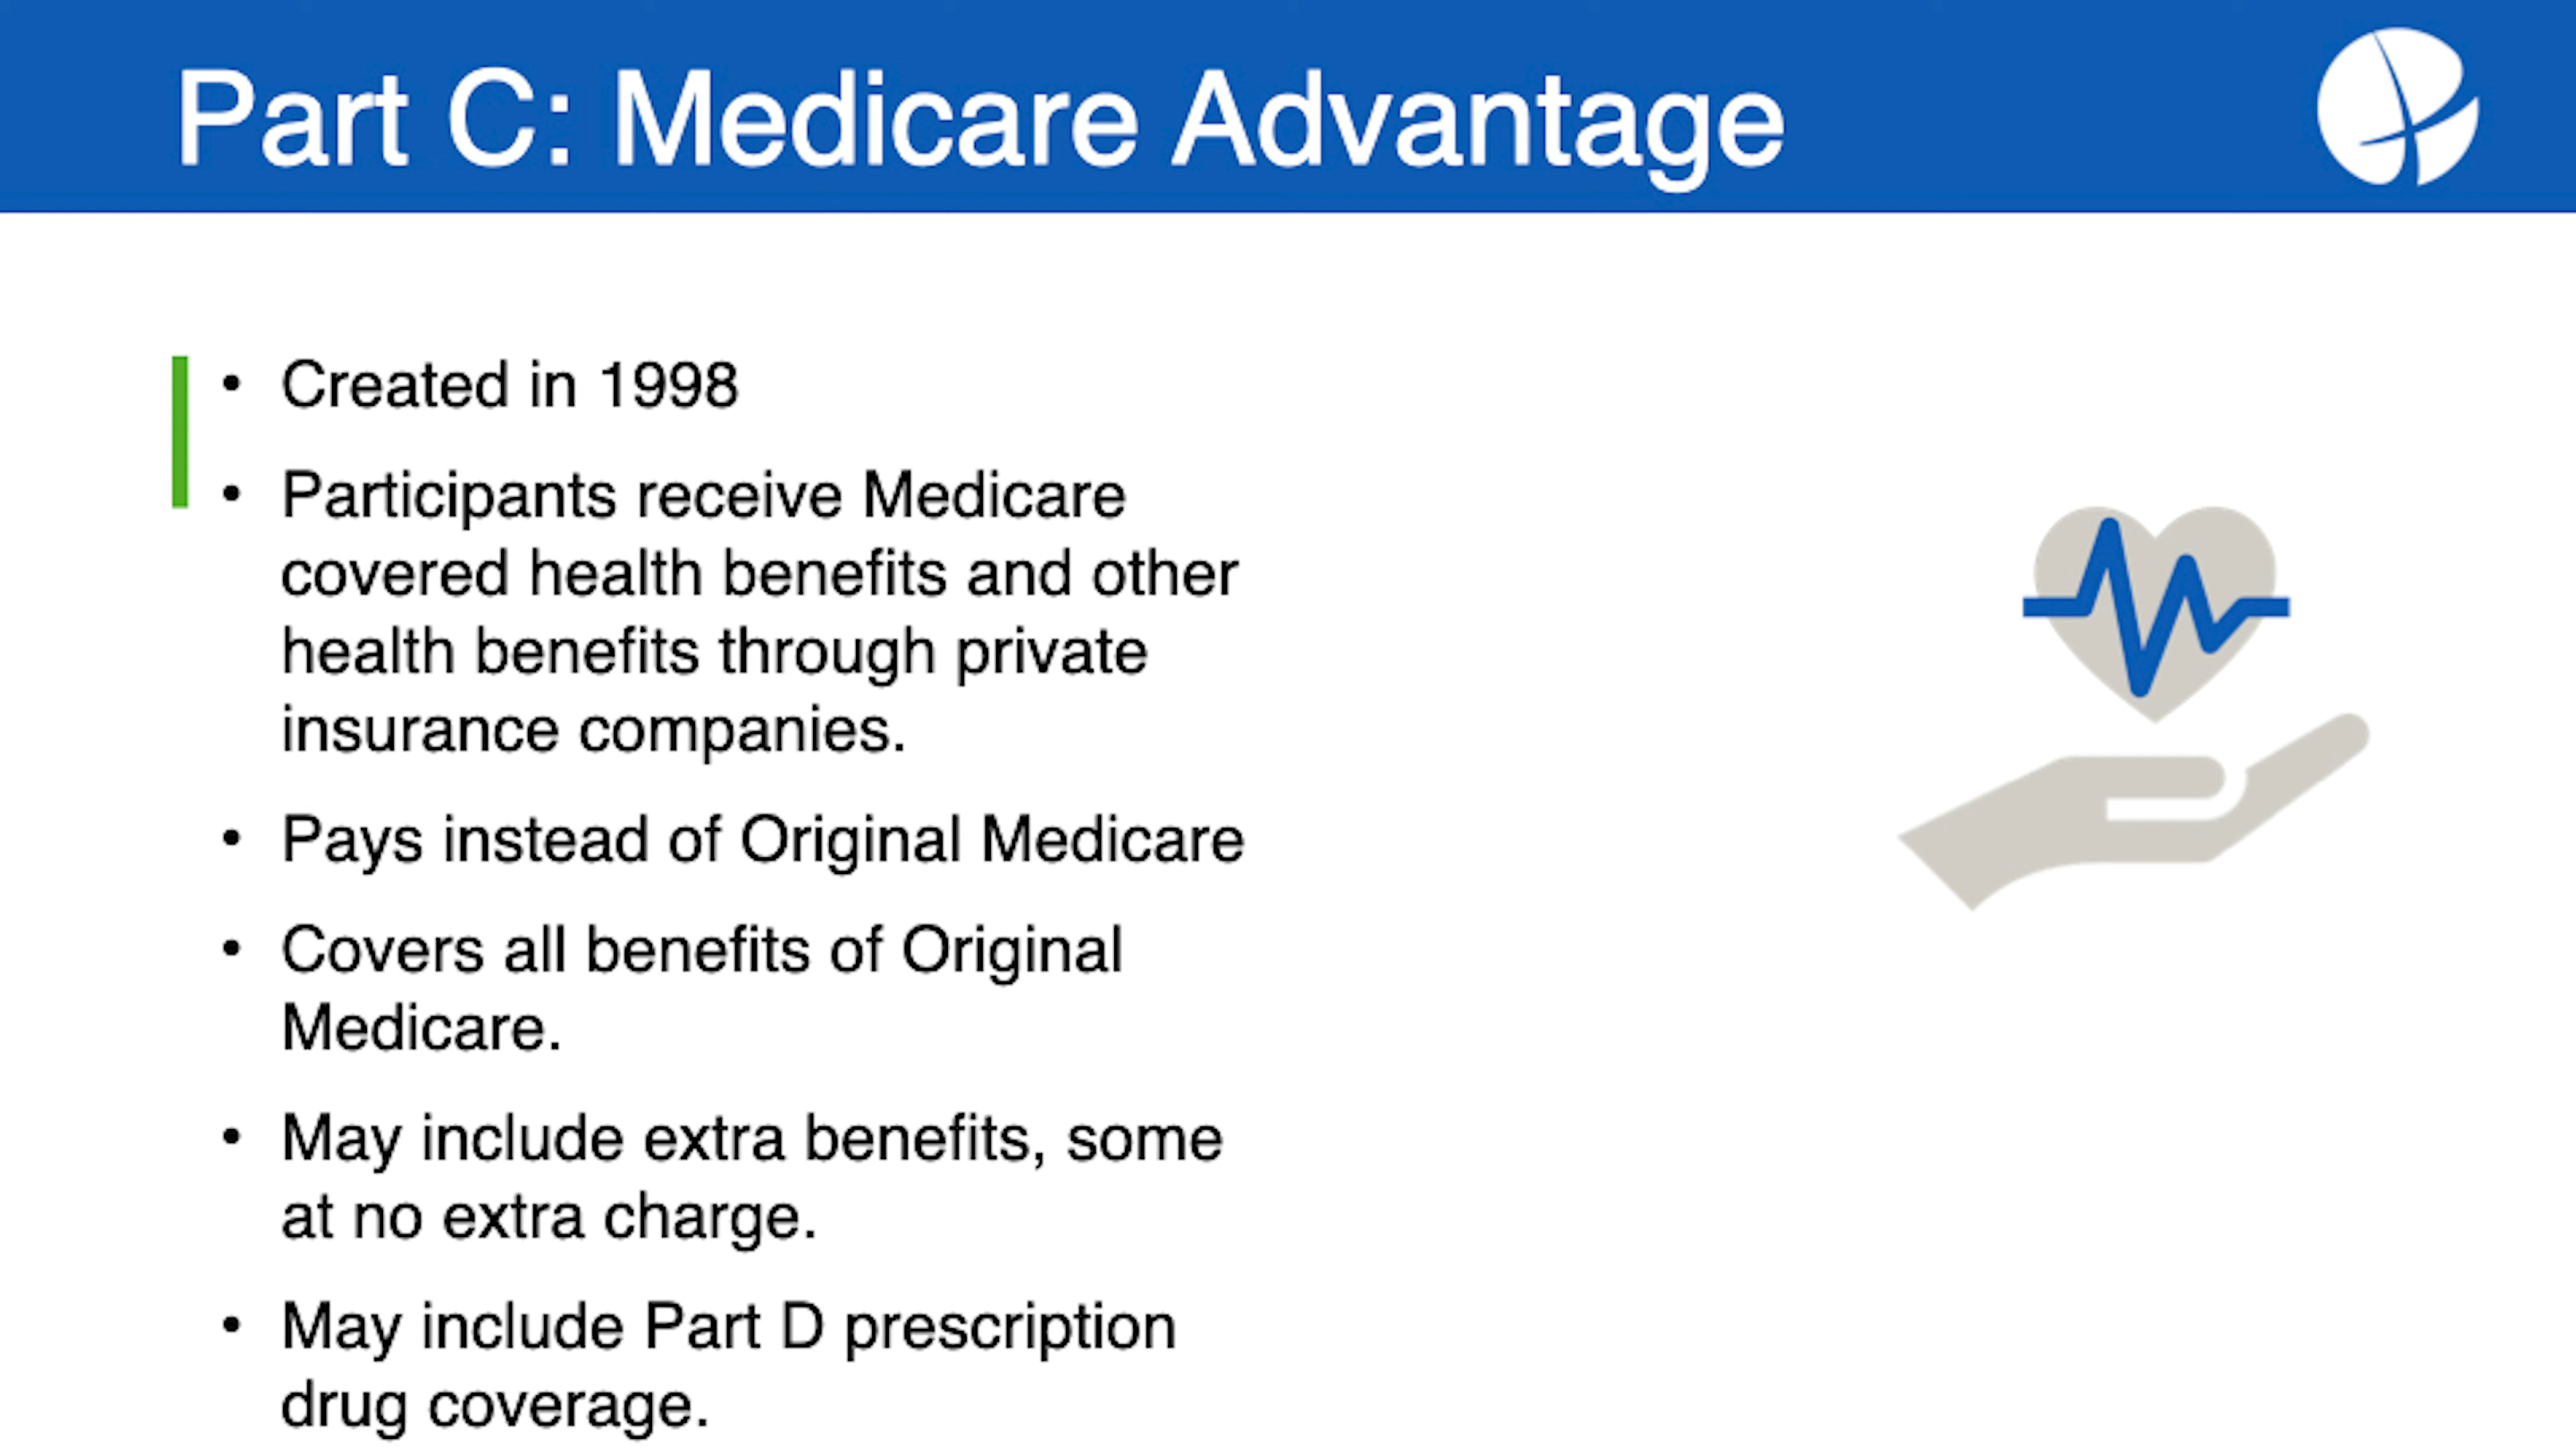 Part C: Medicare Advantage
• Created in 1998
• Participants receive Medicare
covered health benefits and other
health benefits through private
insurance companies.
• Pays instead of Original Medicare
• Covers all benefits of Original
Medicare.
• May include extra benefits, some
at no extra charge.
• May include Part D prescription
drug coverage.